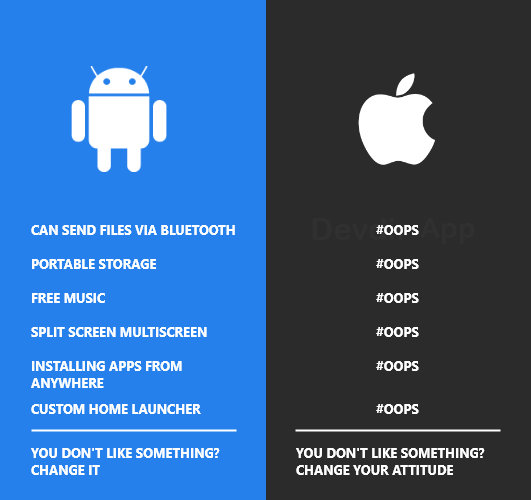 CAN SEND FILES VIA BLUETOOTH
PORTABLE STORAGE
FREE MUSIC
SPLIT SCREEN MULTISCREEN
INSTALLING APPS FROM
ANYWHERE
CUSTOM HOME LAUNCHER
YOU DON'T LIKE SOMETHING?
CHANGE IT
#OOPS
#OOPS
#OOPS
#OOPS
#OOPS
#OOPS
YOU DON'T LIKE SOMETHING?
CHANGE YOUR ATTITUDE